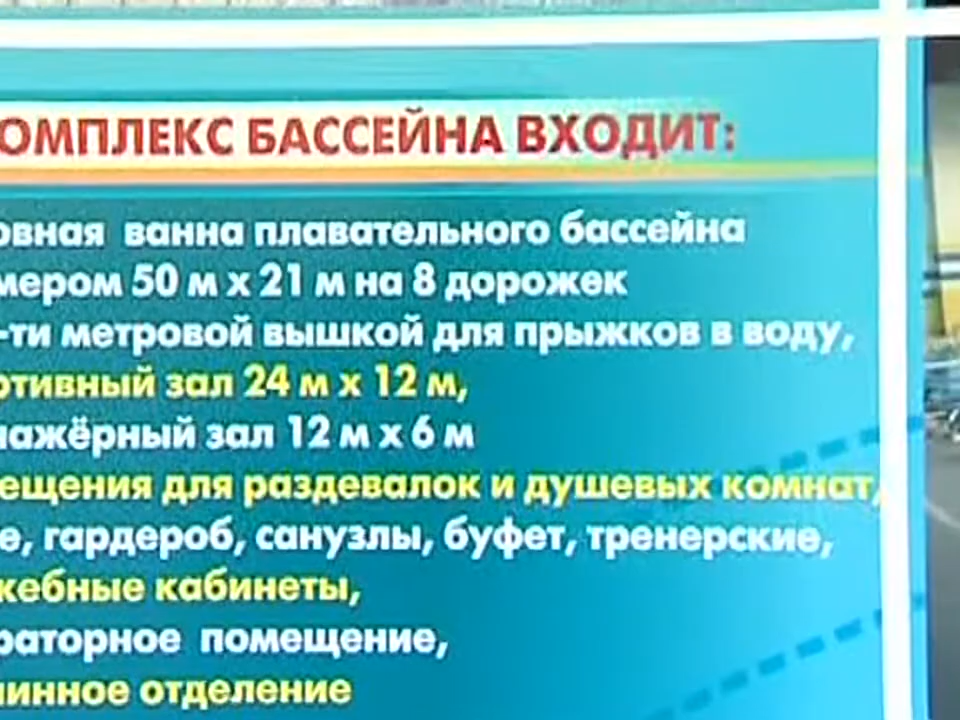 ОМПЛЕКС БАССЕЙНА ВХОДИТ:
овная ванна плавательного бассейна
мером 50 м х 21 м на 8 дорожек
-ти метровой вышкой для прыжков в воду,
ртивный зал 24 м х 12 м,
нажёрный зал 12 м х 6 м
ещения для раздевалок и душевых комнат,
е, гардероб, санузлы, буфет, тренерские,
жебные кабинеты,
раторное помещение,
инное отделение